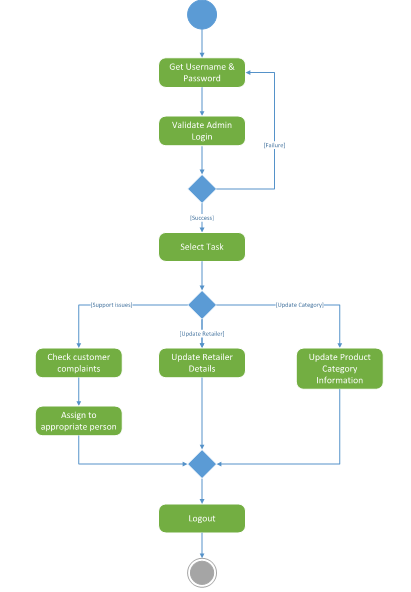 Get Username &
Password
Validate Admin
Login
[Failure]
[Success]
Select Task
[Support Issues]
[Update Category]
[Update Retailer]
Check customer
complaints
Update Retailer
Details
Update Product
Category
Information
Assign to
appropriate person
Logout